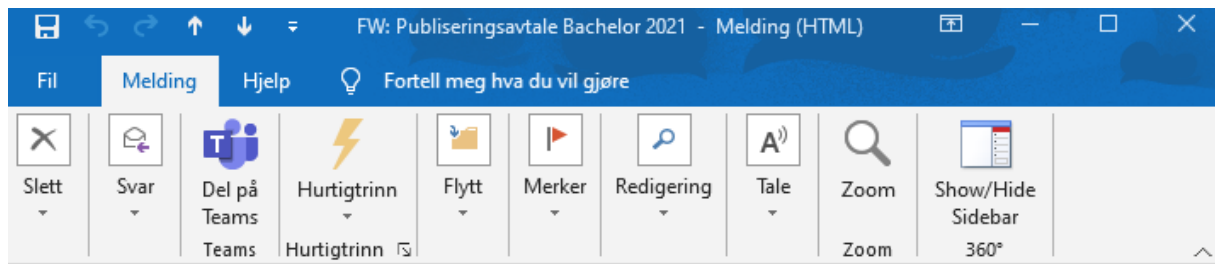 FW: Publiseringsavtale Bachelor 2021 - Melding (HTML)
Fil Melding Hjelp Fortell meg hva du vil gjøre
Slett Svar Del på Teams Hurtigtrinn Flytt Merker Redigering Tale Zoom Show/Hide Sidebar
Teams Hurtigtrinn Zoom 360°